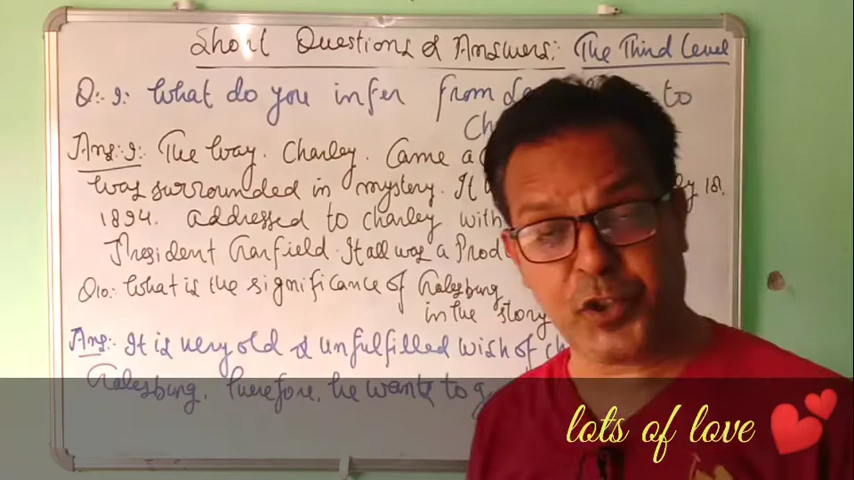 Short Questions & Answers: The Third Level
Q:- 9: What do you infer from to
Ans:9: The Way. Charley. Came a
was surrounded in mystery. It 18,
1894. addressed to charley with
President Garfield. It all was a Prod
Q10:- What is the significance of Galesburg
in the story
Ans:- It is very old & unfulfilled wish of
Galesburg. Therefore, he wants to
lots of love